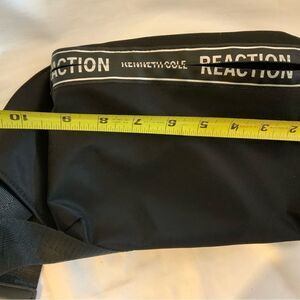 ACTION KENNETH COLE REACTION
10 9 8 7 6 5 4 3 2